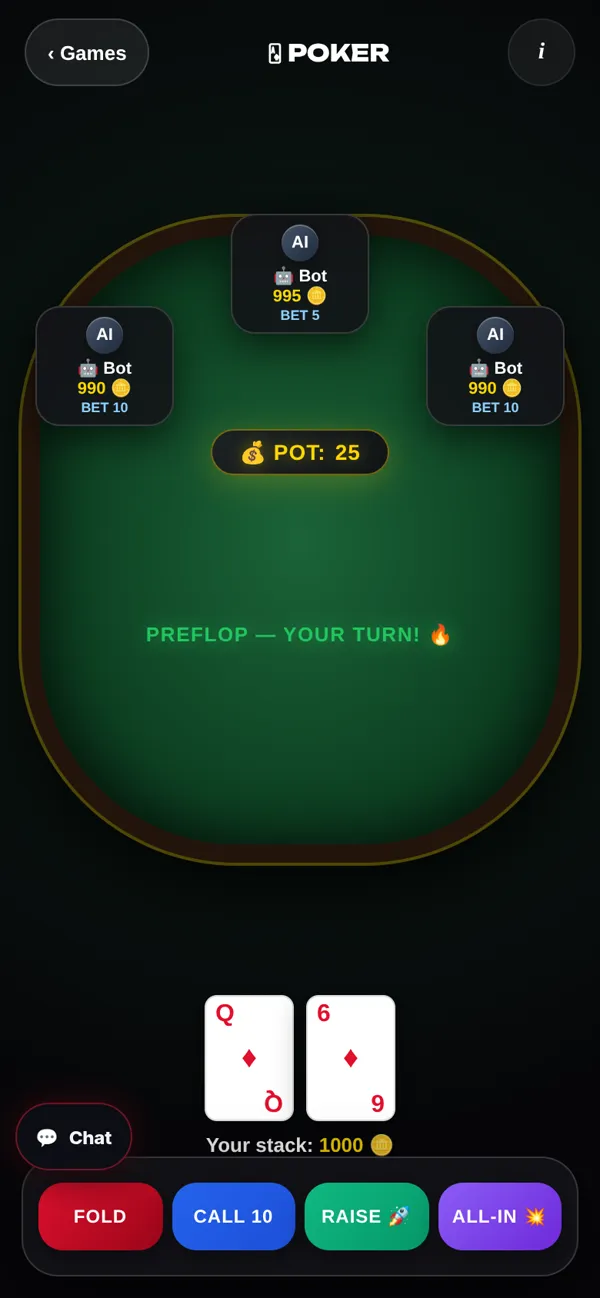 ‹ Games
🂡 POKER
i
AI
🤖 Bot
995 🪙
BET 5
AI
🤖 Bot
990 🪙
BET 10
AI
🤖 Bot
990 🪙
BET 10
💰 POT: 25
PREFLOP — YOUR TURN! 🔥
Q
♦
Q
6
♦
6
💬 Chat
Your stack: 1000 🪙
FOLD
CALL 10
RAISE 🚀
ALL-IN 💥